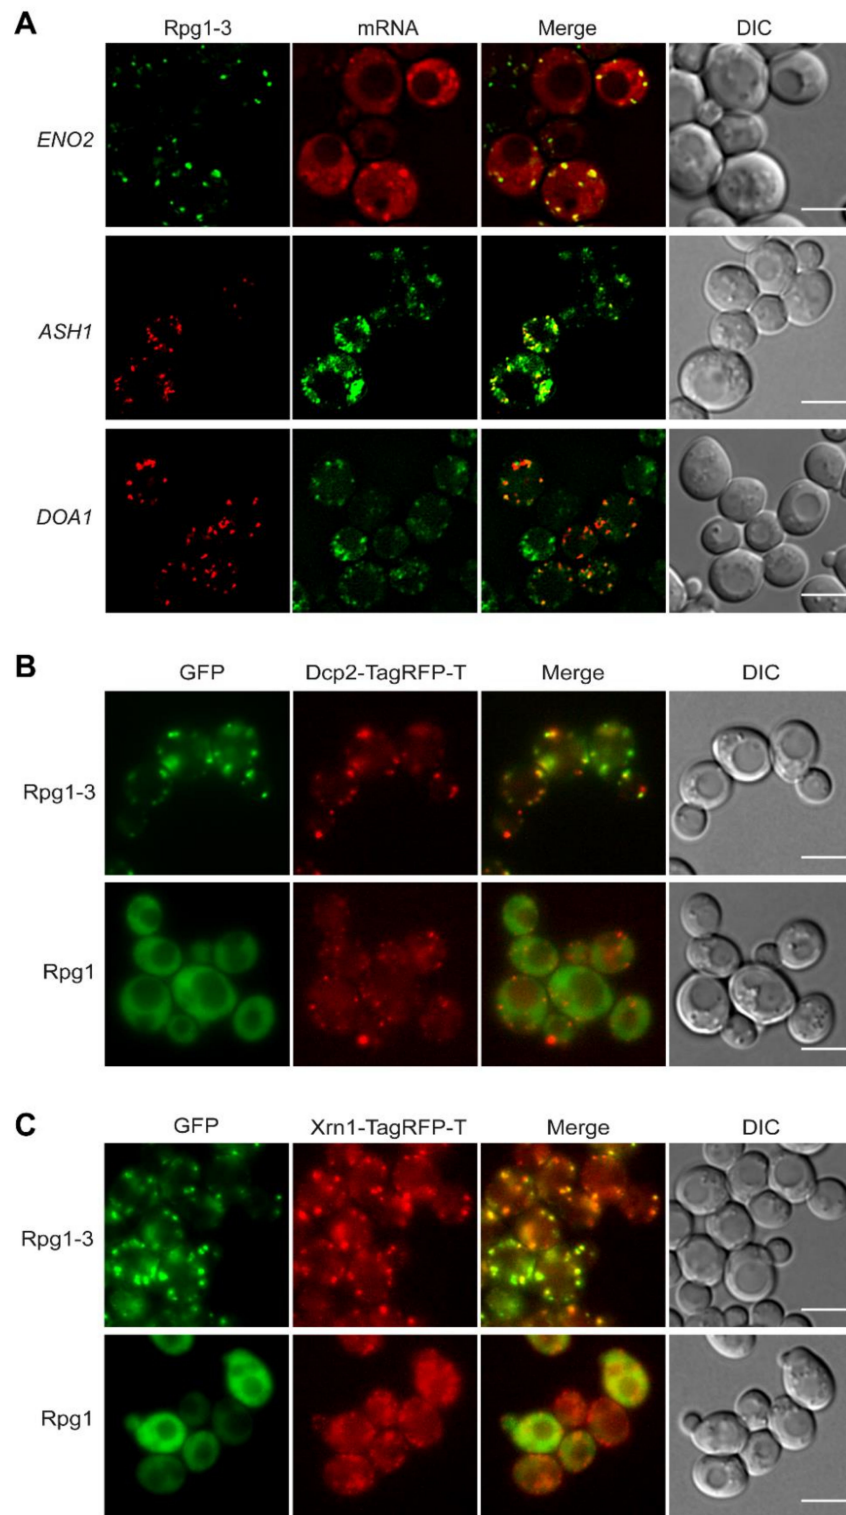 A
Rpg1-3 mRNA Merge DIC
ENO2
ASH1
DOA1
B
GFP Dcp2-TagRFP-T Merge DIC
Rpg1-3
Rpg1
C
GFP Xrn1-TagRFP-T Merge DIC
Rpg1-3
Rpg1